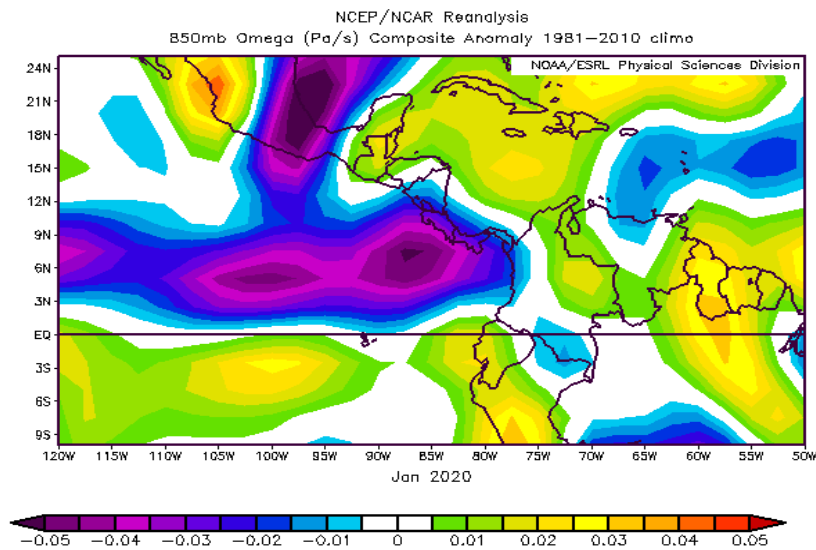 NCEP/NCAR Reanalysis
850mb Omega (Pa/s) Composite Anomaly 1981−2010 climo
NOAA/ESRL Physical Sciences Division
24N
21N
18N
15N
12N
9N
6N
3N
EQ
3S
6S
9S
120W 115W 110W 105W 100W 95W 90W 85W 80W 75W 70W 65W 60W 55W 50W
Jan 2020
−0.05 −0.04 −0.03 −0.02 −0.01 0 0.01 0.02 0.03 0.04 0.05